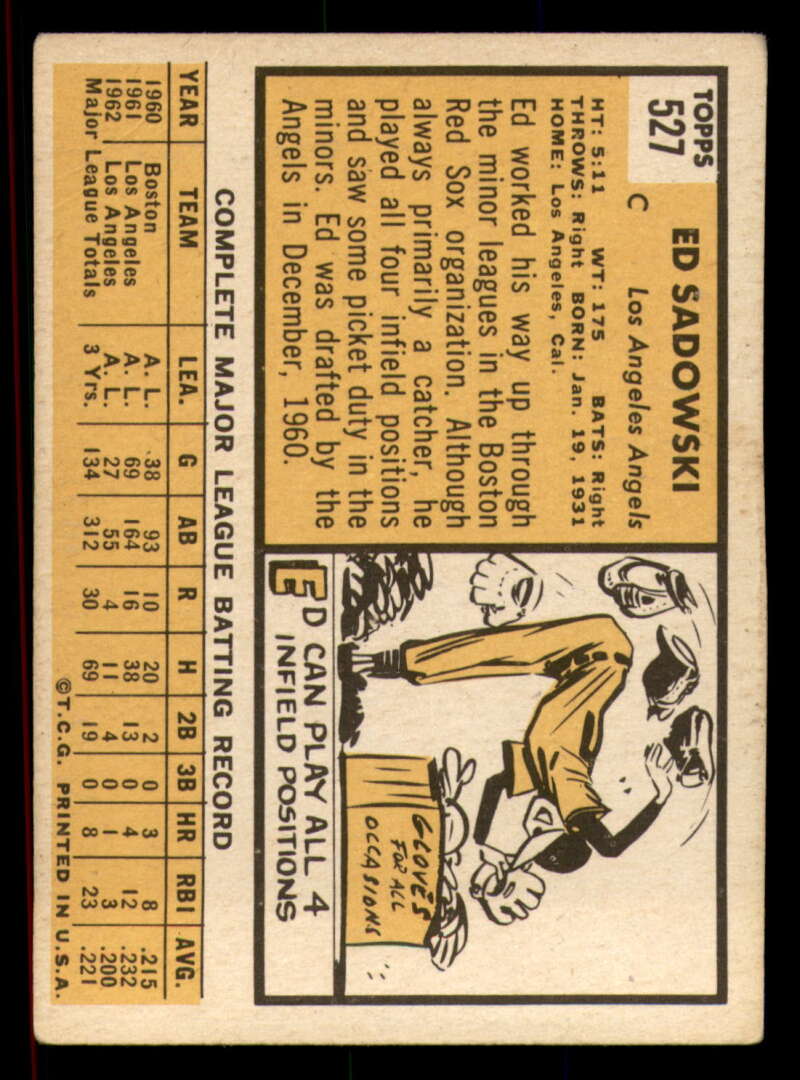 TOPPS
527
ED SADOWSKI
C Los Angeles Angels
HT: 5:11 WT: 175 BATS: Right
THROWS: Right BORN: Jan. 19, 1931
HOME: Los Angeles, Cal.
Ed worked his way up through
the minor leagues in the Boston
Red Sox organization. Although
always primarily a catcher, he
played all four infield positions
and saw some picket duty in the
minors. Ed was drafted by the
Angels in December, 1960.
GLOVES
FOR ALL
OCCASIONS
ED CAN PLAY ALL 4
INFIELD POSITIONS
COMPLETE MAJOR LEAGUE BATTING RECORD
YEAR TEAM LEA. G AB R H 2B 3B HR RBI AVG.
1960 Boston A. L. 38 93 10 20 2 0 3 8 .215
1961 Los Angeles A. L. 69 164 16 38 13 0 4 12 .232
1962 Los Angeles A. L. 27 55 4 11 4 0 1 3 .200
Major League Totals 3 Yrs. 134 312 30 69 19 0 8 23 .221
©T.C.G. PRINTED IN U.S.A.